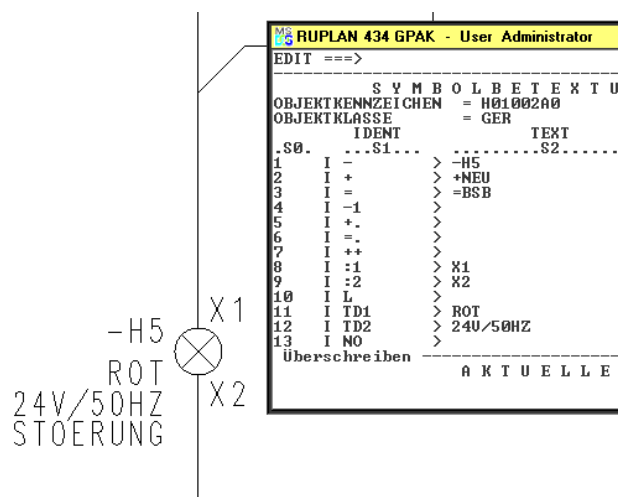 RUPLAN 434 GPAK - User Administrator
EDIT ===>
S Y M B O L B E T E X T U
OBJEKTKENNZEICHEN = H01002A0
OBJEKTKLASSE = GER
IDENT TEXT
.S0. ...S1... .........S2......
1 I - > -H5
2 I + > +NEU
3 I = > =BSB
4 I -1 >
5 I +. >
6 I =. >
7 I ++ >
8 I :1 > X1
9 I :2 > X2
10 I L >
11 I TD1 > ROT
12 I TD2 > 24V/50HZ
13 I NO >
Überschreiben
A K T U E L L E
X1
-H5
ROT
X2
24V/50HZ
STOERUNG